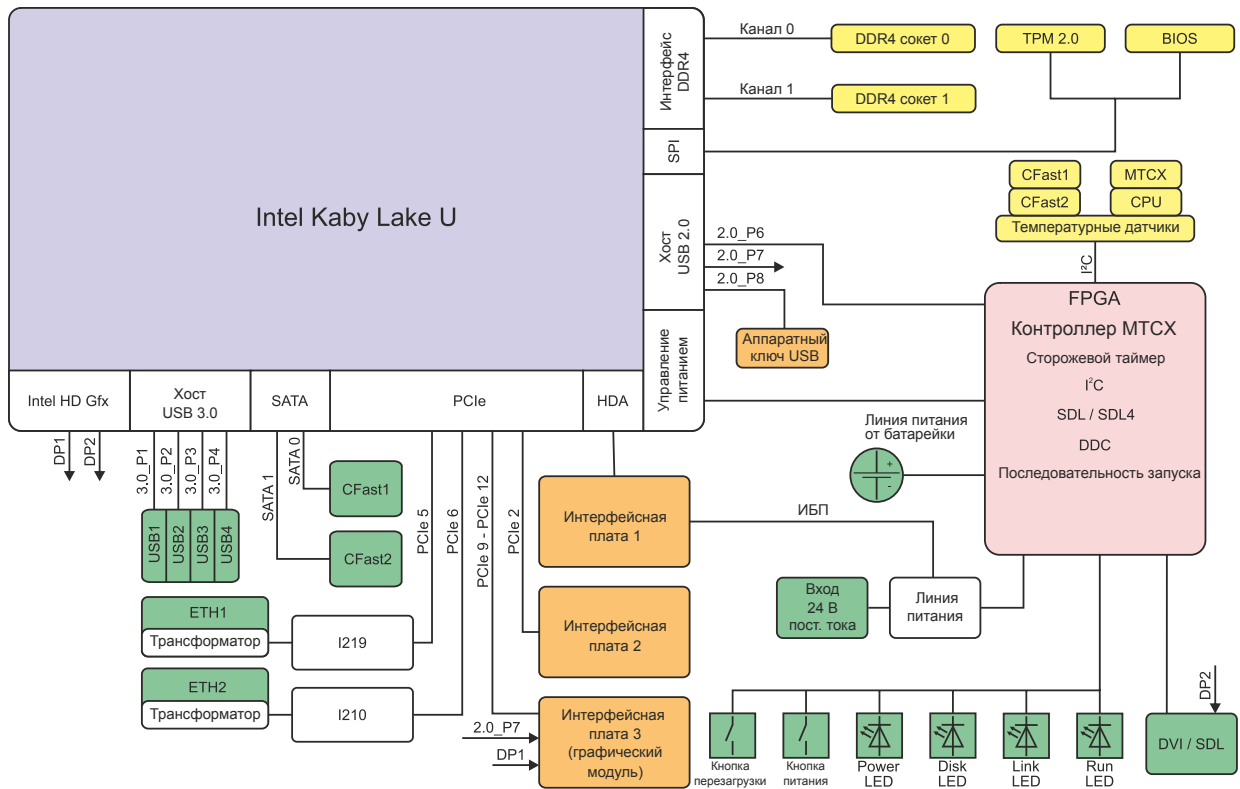 Intel Kaby Lake U
Интерфейс
DDR4
SPI
Хост
USB 2.0
Управление
питанием
Intel HD Gfx
Хост
USB 3.0
SATA
PCIe
HDA
Канал 0
DDR4 сокет 0
Канал 1
DDR4 сокет 1
TPM 2.0
BIOS
CFast1
MTCX
CFast2
CPU
Температурные датчики
I²C
2.0_P6
2.0_P7
2.0_P8
Аппаратный
ключ USB
FPGA
Контроллер MTCX
Сторожевой таймер
I²C
SDL / SDL4
DDC
Последовательность запуска
Линия питания
от батарейки
+
-
DP1
DP2
3.0_P1
3.0_P2
3.0_P3
3.0_P4
USB1
USB2
USB3
USB4
SATA 1
SATA 0
CFast1
CFast2
PCIe 5
PCIe 6
PCIe 9 - PCIe 12
PCIe 2
Интерфейсная
плата 1
ИБП
Интерфейсная
плата 2
Вход
24 В
пост. тока
Линия
питания
ETH1
Трансформатор
I219
ETH2
Трансформатор
I210
2.0_P7
DP1
Интерфейсная
плата 3
(графический
модуль)
Кнопка
перезагрузки
Кнопка
питания
Power
LED
Disk
LED
Link
LED
Run
LED
DP2
DVI / SDL